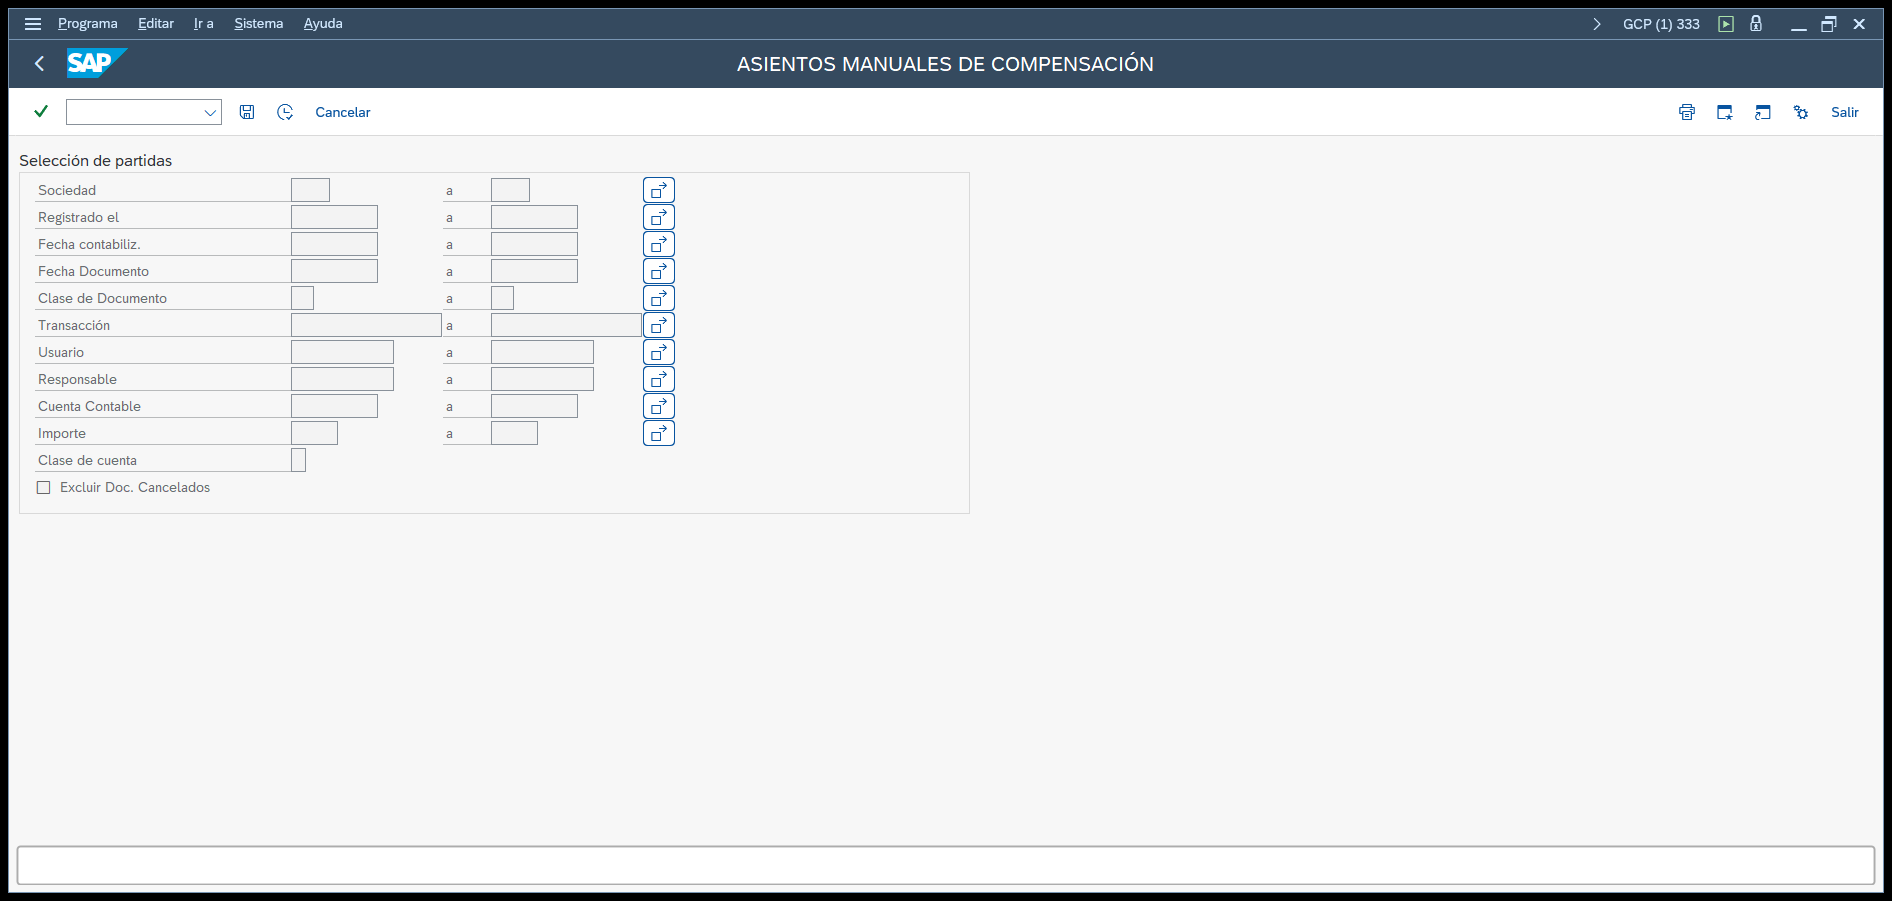 Programa Editar Ir a Sistema Ayuda GCP (1) 333
SAP ASIENTOS MANUALES DE COMPENSACIÓN
Cancelar Salir
Selección de partidas
Sociedad a
Registrado el a
Fecha contabiliz. a
Fecha Documento a
Clase de Documento a
Transacción a
Usuario a
Responsable a
Cuenta Contable a
Importe a
Clase de cuenta
Excluir Doc. Cancelados